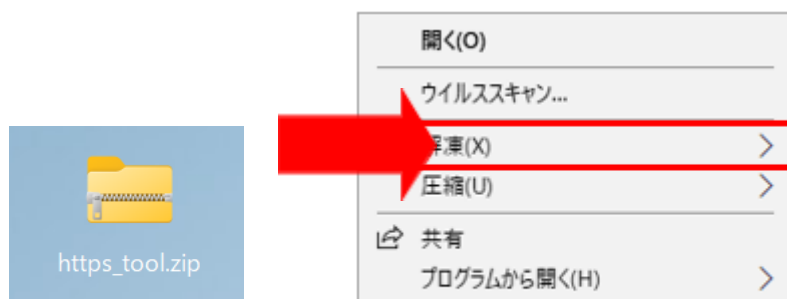 https_tool.zip
開く(O)
ウイルススキャン...
解凍(X)
圧縮(U)
共有
プログラムから開く(H)